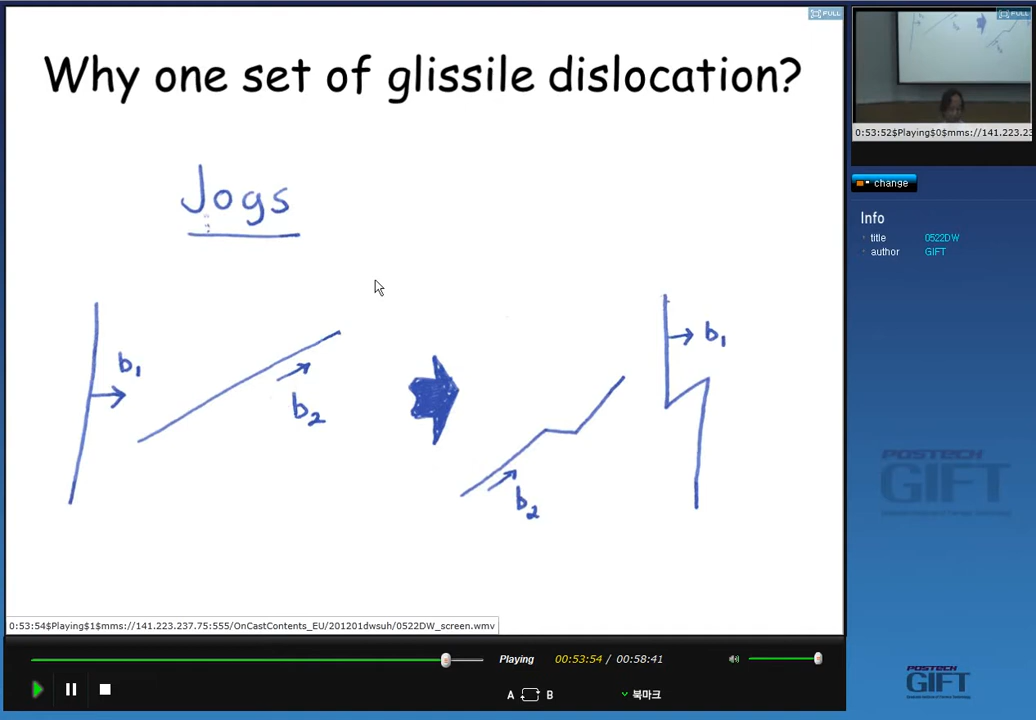 FULL
Why one set of glissile dislocation?
Jogs
b1
b2
b1
b2
0:53:54$Playing$1$mms://141.223.237.75:555/OnCastContents_EU/201201dwsuh/0522DW_screen.wmv
FULL
0:53:52$Playing$0$mms://141.223.23
change
Info
title 0522DW
author GIFT
POSTECH
GIFT
Playing 00:53:54 / 00:58:41
A B 북마크
POSTECH
GIFT